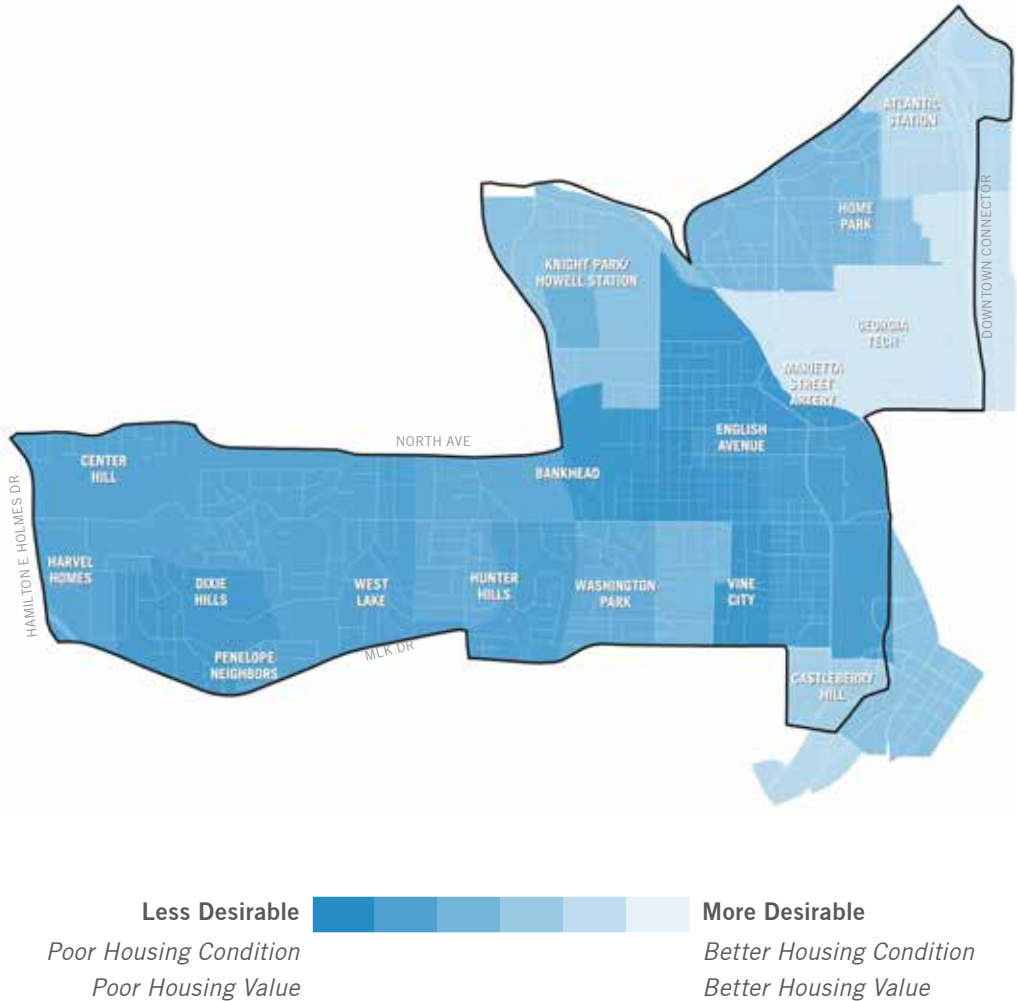 ATLANTIC
STATION
HOME
PARK
DOWNTOWN CONNECTOR
KNIGHT PARK/
HOWELL STATION
GEORGIA
TECH
MARIETTA
STREET
ARTERY
NORTH AVE
ENGLISH
AVENUE
CENTER
HILL
BANKHEAD
HAMILTON E HOLMES DR
HARVEL
HOMES
DIXIE
HILLS
WEST
LAKE
HUNTER
HILLS
WASHINGTON
PARK
VINE
CITY
MLK DR
PENELOPE
NEIGHBORS
CASTLEBERRY
HILL
Less Desirable
More Desirable
Poor Housing Condition
Better Housing Condition
Poor Housing Value
Better Housing Value